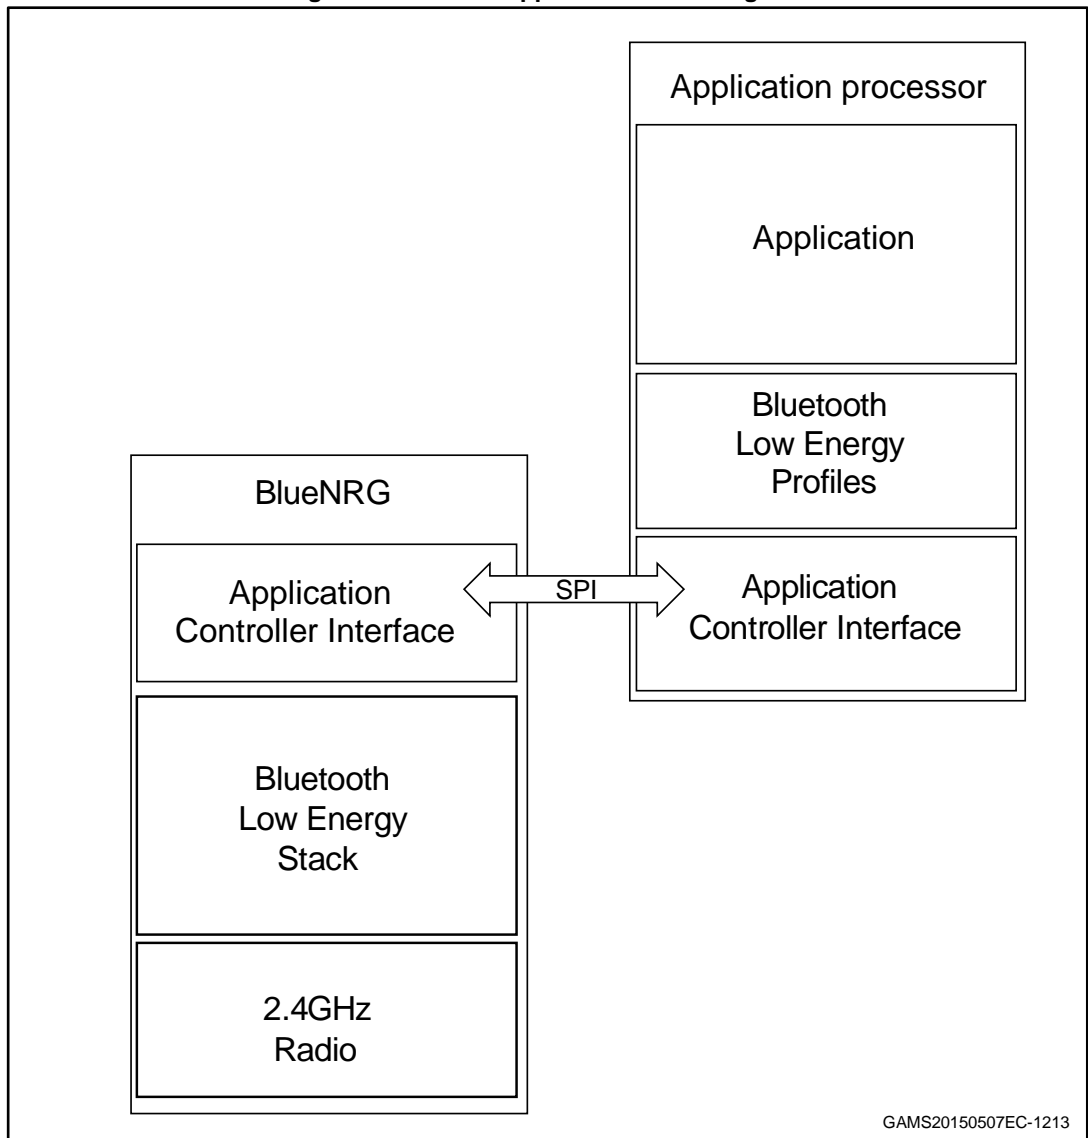 Application processor
Application
Bluetooth
Low Energy
Profiles
BlueNRG
Application
Controller Interface
SPI
Application
Controller Interface
Bluetooth
Low Energy
Stack
2.4GHz
Radio
GAMS20150507EC-1213